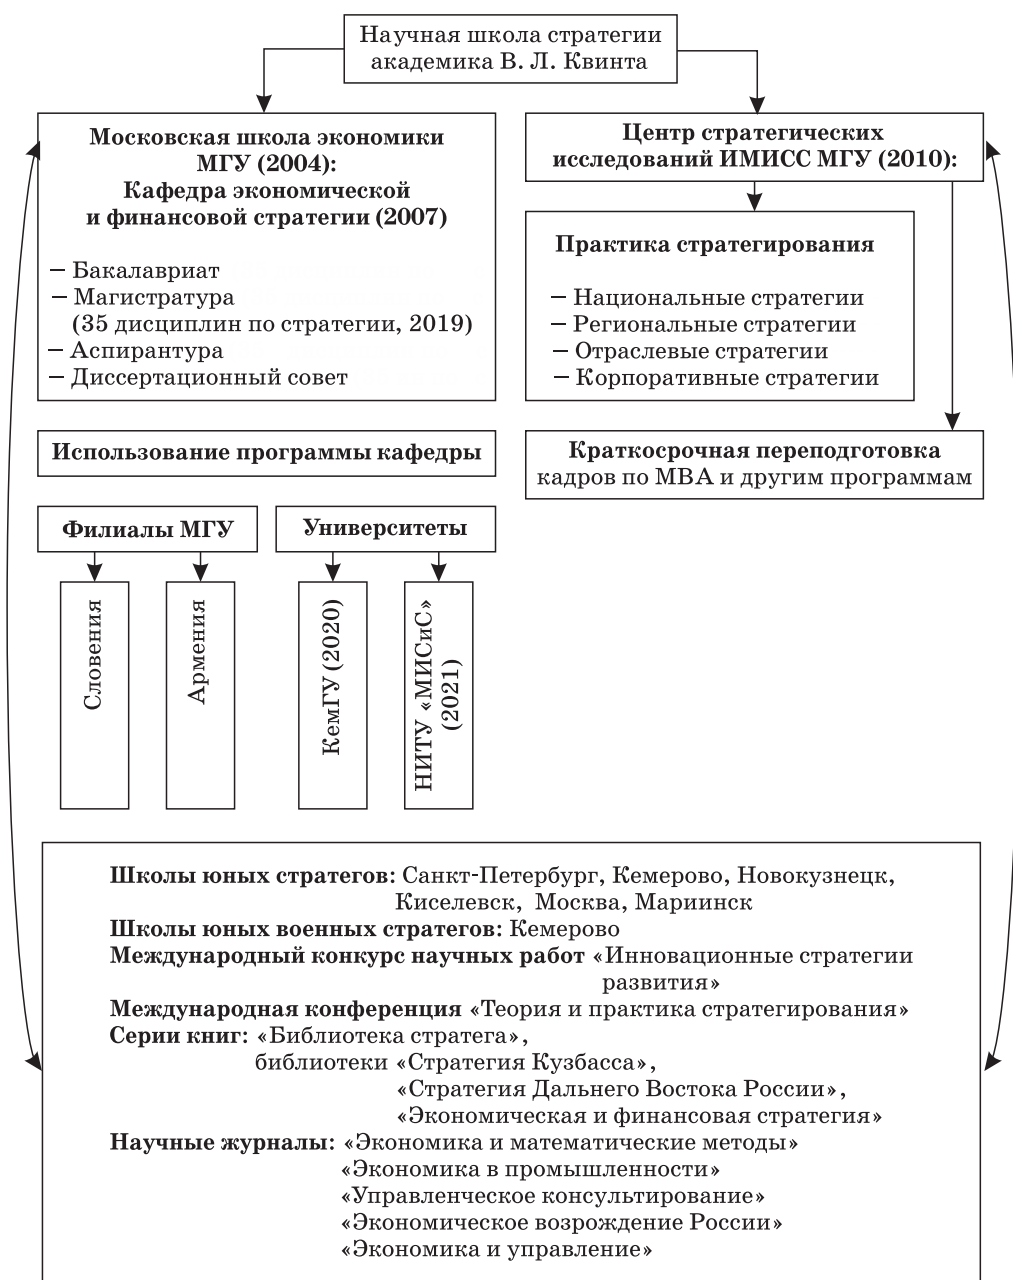 Научная школа стратегии
академика В. Л. Квинта
Московская школа экономики
МГУ (2004):
Кафедра экономической
и финансовой стратегии (2007)
– Бакалавриат
– Магистратура
(35 дисциплин по стратегии, 2019)
– Аспирантура
– Диссертационный совет
Центр стратегических
исследований ИМИСС МГУ (2010):
Практика стратегирования
– Национальные стратегии
– Региональные стратегии
– Отраслевые стратегии
– Корпоративные стратегии
Использование программы кафедры
Краткосрочная переподготовка
кадров по МВА и другим программам
Филиалы МГУ
Университеты
Словения
Армения
КемГУ (2020)
НИТУ «МИСиС»
(2021)
Школы юных стратегов: Санкт-Петербург, Кемерово, Новокузнецк,
Киселевск, Москва, Мариинск
Школы юных военных стратегов: Кемерово
Международный конкурс научных работ «Инновационные стратегии
развития»
Международная конференция «Теория и практика стратегирования»
Серии книг: «Библиотека стратега»,
библиотеки «Стратегия Кузбасса»,
«Стратегия Дальнего Востока России»,
«Экономическая и финансовая стратегия»
Научные журналы: «Экономика и математические методы»
«Экономика в промышленности»
«Управленческое консультирование»
«Экономическое возрождение России»
«Экономика и управление»